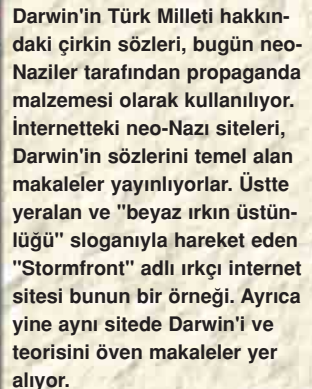 Darwin'in Türk Milleti hakkın-
daki çirkin sözleri, bugün neo-
Naziler tarafından propaganda
malzemesi olarak kullanılıyor.
İnternetteki neo-Nazı siteleri,
Darwin'in sözlerini temel alan
makaleler yayınlıyorlar. Üstte
yeralan ve "beyaz ırkın üstün-
lüğü" sloganıyla hareket eden
"Stormfront" adlı ırkçı internet
sitesi bunun bir örneği. Ayrıca
yine aynı sitede Darwin'i ve
teorisini öven makaleler yer
alıyor.